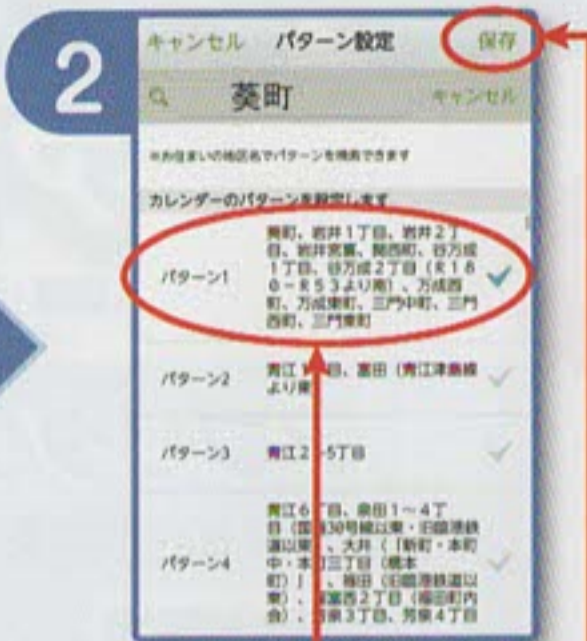 2
キャンセル パターン設定 保存
葵町 キャンセル
※お住まいの地区名でパターンを検索できます
カレンダーのパターンを設定します
パターン1
葵町、岩井1丁目、岩井2丁
目、岩井宮裏、関西町、谷万成
1丁目、谷万成2丁目（R18
0－R53より南）、万成西
町、万成東町、三門中町、三門
西町、三門東町
パターン2
青江1 目、富田（青江津島線
より東
パターン3
青江2 5丁目
パターン4
青江6 目、泉田1～4丁
目（国道30号線以東・旧臨港鉄
道以東 、大井（「新町・本町
中・本 三丁目（橋本
町）」 、福田（旧臨港鉄道以
東）、 富西2丁目（福田町内
会）、 泉3丁目、芳泉4丁目